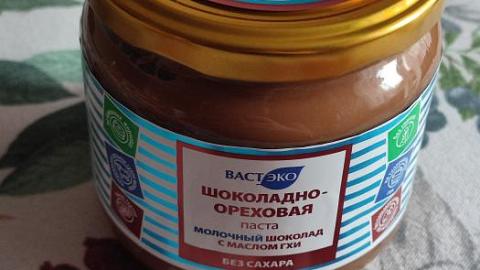 ВАСТЭКО
ШОКОЛАДНО-
ОРЕХОВАЯ
паста
МОЛОЧНЫЙ ШОКОЛАД
С МАСЛОМ ГХИ
БЕЗ САХАРА